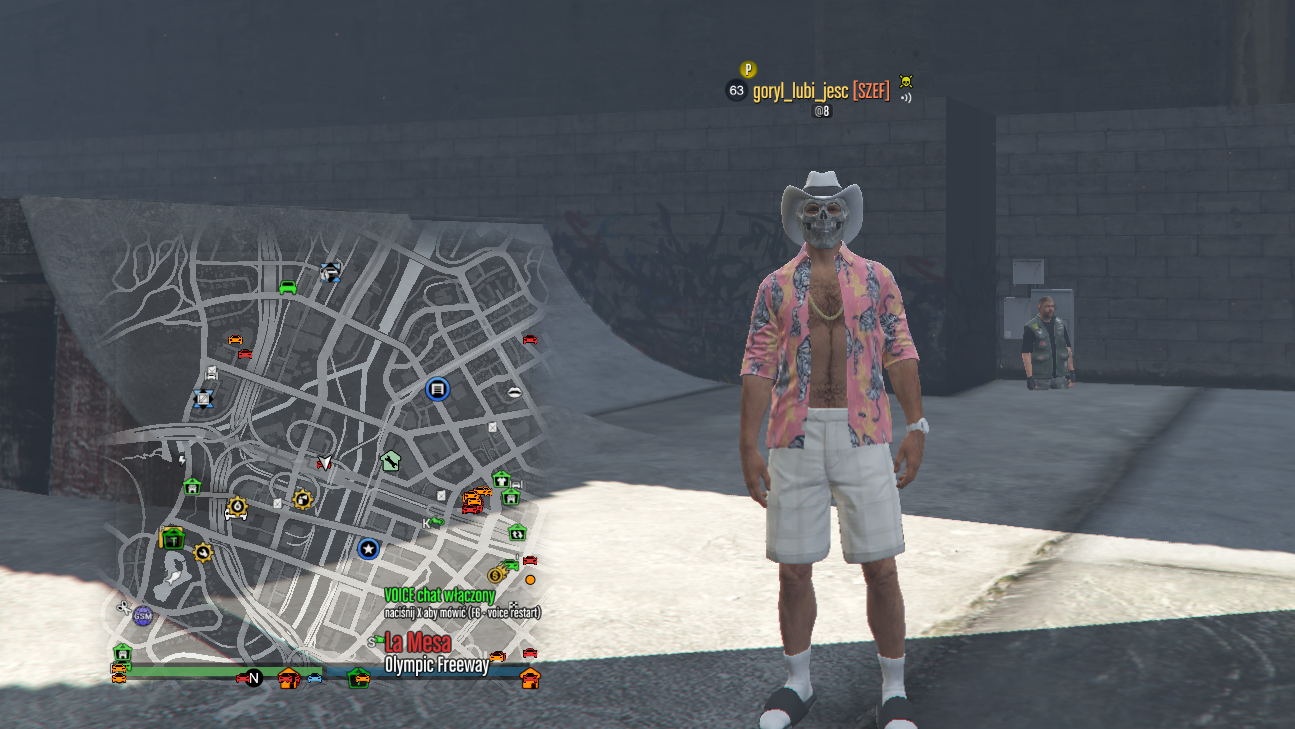 P
63 goryl_lubi_jesc [SZEF]
@8
K
GSM
VOICE chat włączony
naciśnij X aby mówić (F6 - voice restart)
S
La Mesa
Olympic Freeway
N